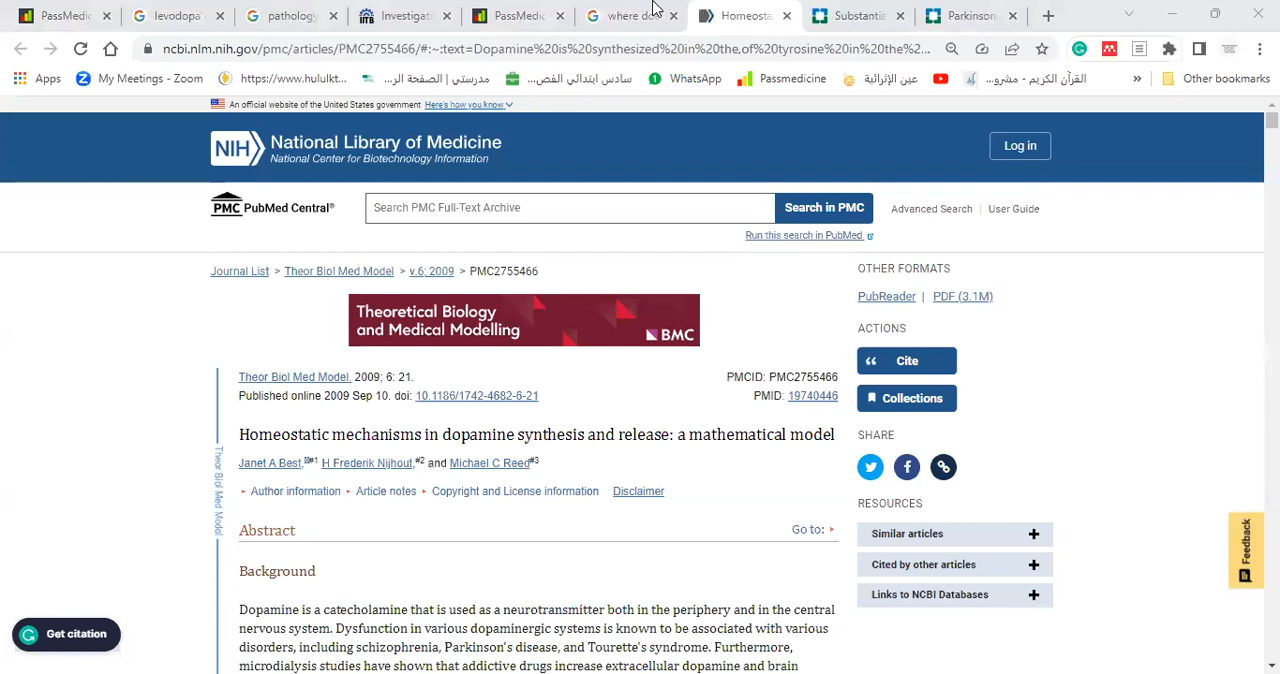 PassMedic levodopa patholog Investigati PassMedic where do Homeosta Substantia Parkinson
ncbi.nlm.nih.gov/pmc/articles/PMC2755466/#:~:text=Dopamine%20is%20synthesized%20in%20the,of%20tyrosine%20in%20the%2...
Apps My Meetings - Zoom https://www.hululkt... مدرستي | الصفحة الر... سادس ابتدائي الفص... WhatsApp Passmedicine عين الإثرائية القرآن الكريم - مشرو... » Other bookmarks
An official website of the United States government Here's how you know
NIH National Library of Medicine
National Center for Biotechnology Information
Log in
PMC PubMed Central®
Search PMC Full-Text Archive
Search in PMC
Advanced Search | User Guide
Run this search in PubMed
Journal List > Theor Biol Med Model > v.6; 2009 > PMC2755466
Theoretical Biology
and Medical Modelling
BMC
Theor Biol Med Model. 2009; 6: 21.
PMCID: PMC2755466
Published online 2009 Sep 10. doi: 10.1186/1742-4682-6-21
PMID: 19740446
Homeostatic mechanisms in dopamine synthesis and release: a mathematical model
Janet A Best,✉#1 H Frederik Nijhout,#2 and Michael C Reed#3
Author information Article notes Copyright and License information Disclaimer
Theor Biol Med Model
Abstract
Go to:
Background
Dopamine is a catecholamine that is used as a neurotransmitter both in the periphery and in the central
nervous system. Dysfunction in various dopaminergic systems is known to be associated with various
disorders, including schizophrenia, Parkinson's disease, and Tourette's syndrome. Furthermore,
microdialysis studies have shown that addictive drugs increase extracellular dopamine and brain
OTHER FORMATS
PubReader | PDF (3.1M)
ACTIONS
Cite
Collections
SHARE
RESOURCES
Similar articles
Cited by other articles
Links to NCBI Databases
Feedback
Get citation